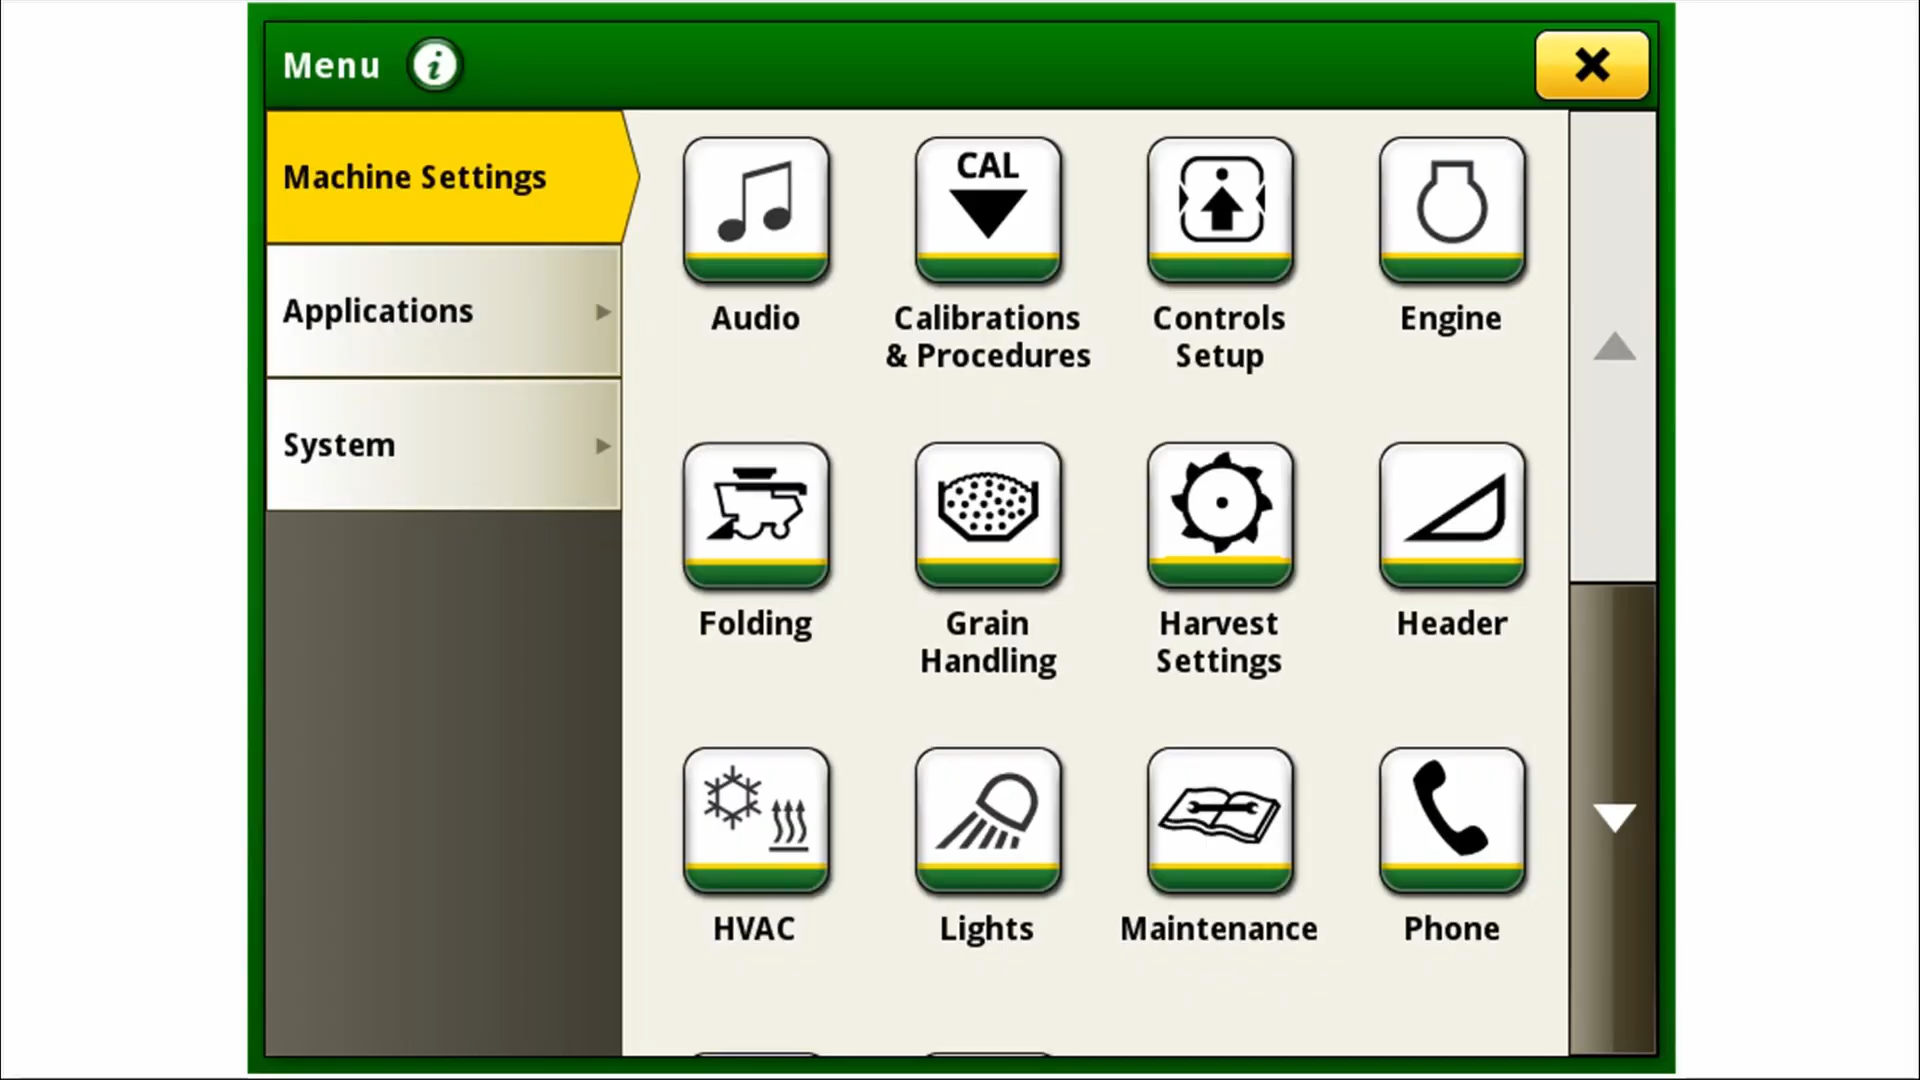 Menu
Machine Settings
Applications
System
Audio
CAL
Calibrations
& Procedures
Controls
Setup
Engine
Folding
Grain
Handling
Harvest
Settings
Header
HVAC
Lights
Maintenance
Phone